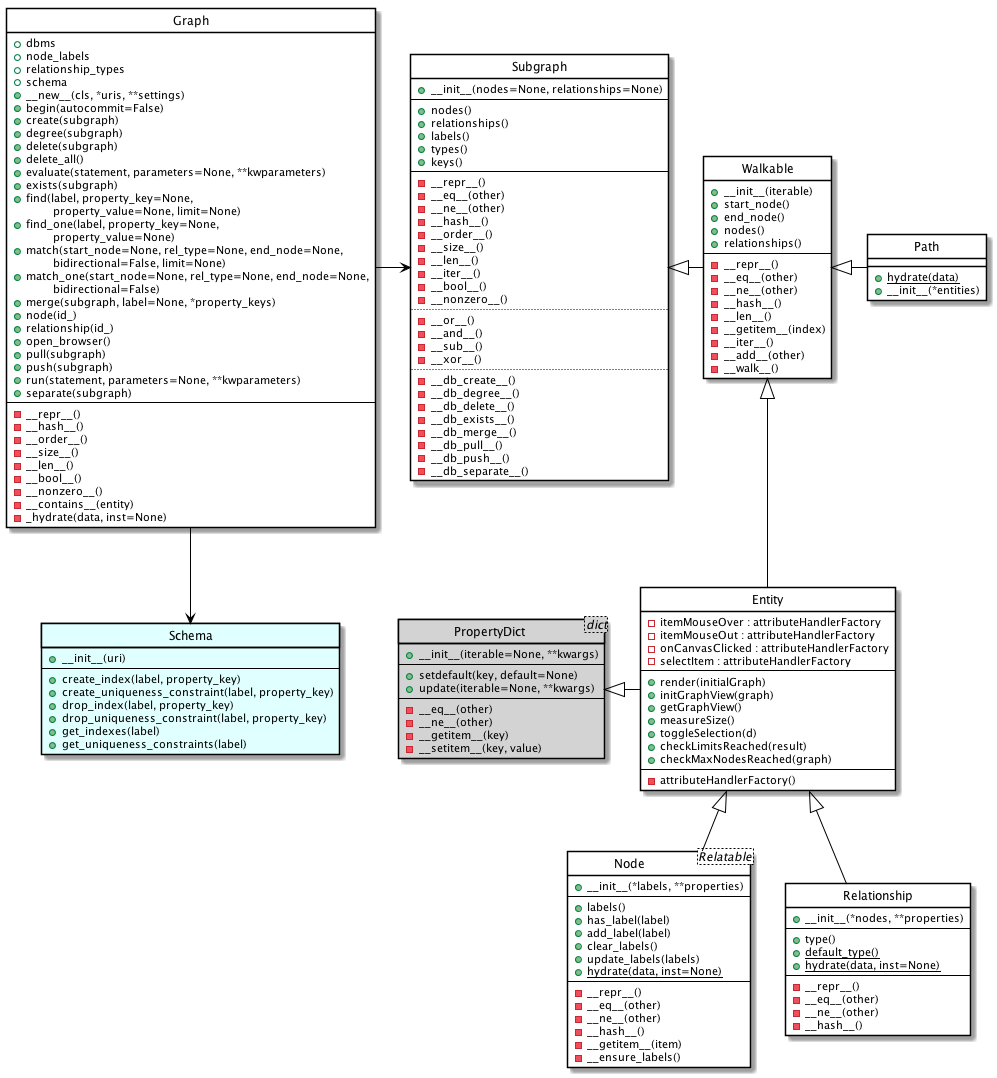 Graph
dbms
node_labels
relationship_types
schema
__new__(cls, *uris, **settings)
begin(autocommit=False)
create(subgraph)
degree(subgraph)
delete(subgraph)
delete_all()
evaluate(statement, parameters=None, **kwparameters)
exists(subgraph)
find(label, property_key=None,
property_value=None, limit=None)
find_one(label, property_key=None,
property_value=None)
match(start_node=None, rel_type=None, end_node=None,
bidirectional=False, limit=None)
match_one(start_node=None, rel_type=None, end_node=None,
bidirectional=False)
merge(subgraph, label=None, *property_keys)
node(id_)
relationship(id_)
open_browser()
pull(subgraph)
push(subgraph)
run(statement, parameters=None, **kwparameters)
separate(subgraph)
__repr__()
__hash__()
__order__()
__size__()
__len__()
__bool__()
__nonzero__()
__contains__(entity)
_hydrate(data, inst=None)
Subgraph
__init__(nodes=None, relationships=None)
nodes()
relationships()
labels()
types()
keys()
__repr__()
__eq__(other)
__ne__(other)
__hash__()
__order__()
__size__()
__len__()
__iter__()
__bool__()
__nonzero__()
__or__()
__and__()
__sub__()
__xor__()
__db_create__()
__db_degree__()
__db_delete__()
__db_exists__()
__db_merge__()
__db_pull__()
__db_push__()
__db_separate__()
Walkable
__init__(iterable)
start_node()
end_node()
nodes()
relationships()
__repr__()
__eq__(other)
__ne__(other)
__hash__()
__len__()
__getitem__(index)
__iter__()
__add__(other)
__walk__()
Path
hydrate(data)
__init__(*entities)
Schema
__init__(uri)
create_index(label, property_key)
create_uniqueness_constraint(label, property_key)
drop_index(label, property_key)
drop_uniqueness_constraint(label, property_key)
get_indexes(label)
get_uniqueness_constraints(label)
PropertyDict
dict
__init__(iterable=None, **kwargs)
setdefault(key, default=None)
update(iterable=None, **kwargs)
__eq__(other)
__ne__(other)
__getitem__(key)
__setitem__(key, value)
Entity
itemMouseOver : attributeHandlerFactory
itemMouseOut : attributeHandlerFactory
onCanvasClicked : attributeHandlerFactory
selectItem : attributeHandlerFactory
render(initialGraph)
initGraphView(graph)
getGraphView()
measureSize()
toggleSelection(d)
checkLimitsReached(result)
checkMaxNodesReached(graph)
attributeHandlerFactory()
Node
Relatable
__init__(*labels, **properties)
labels()
has_label(label)
add_label(label)
clear_labels()
update_labels(labels)
hydrate(data, inst=None)
__repr__()
__eq__(other)
__ne__(other)
__hash__()
__getitem__(item)
__ensure_labels()
Relationship
__init__(*nodes, **properties)
type()
default_type()
hydrate(data, inst=None)
__repr__()
__eq__(other)
__ne__(other)
__hash__()